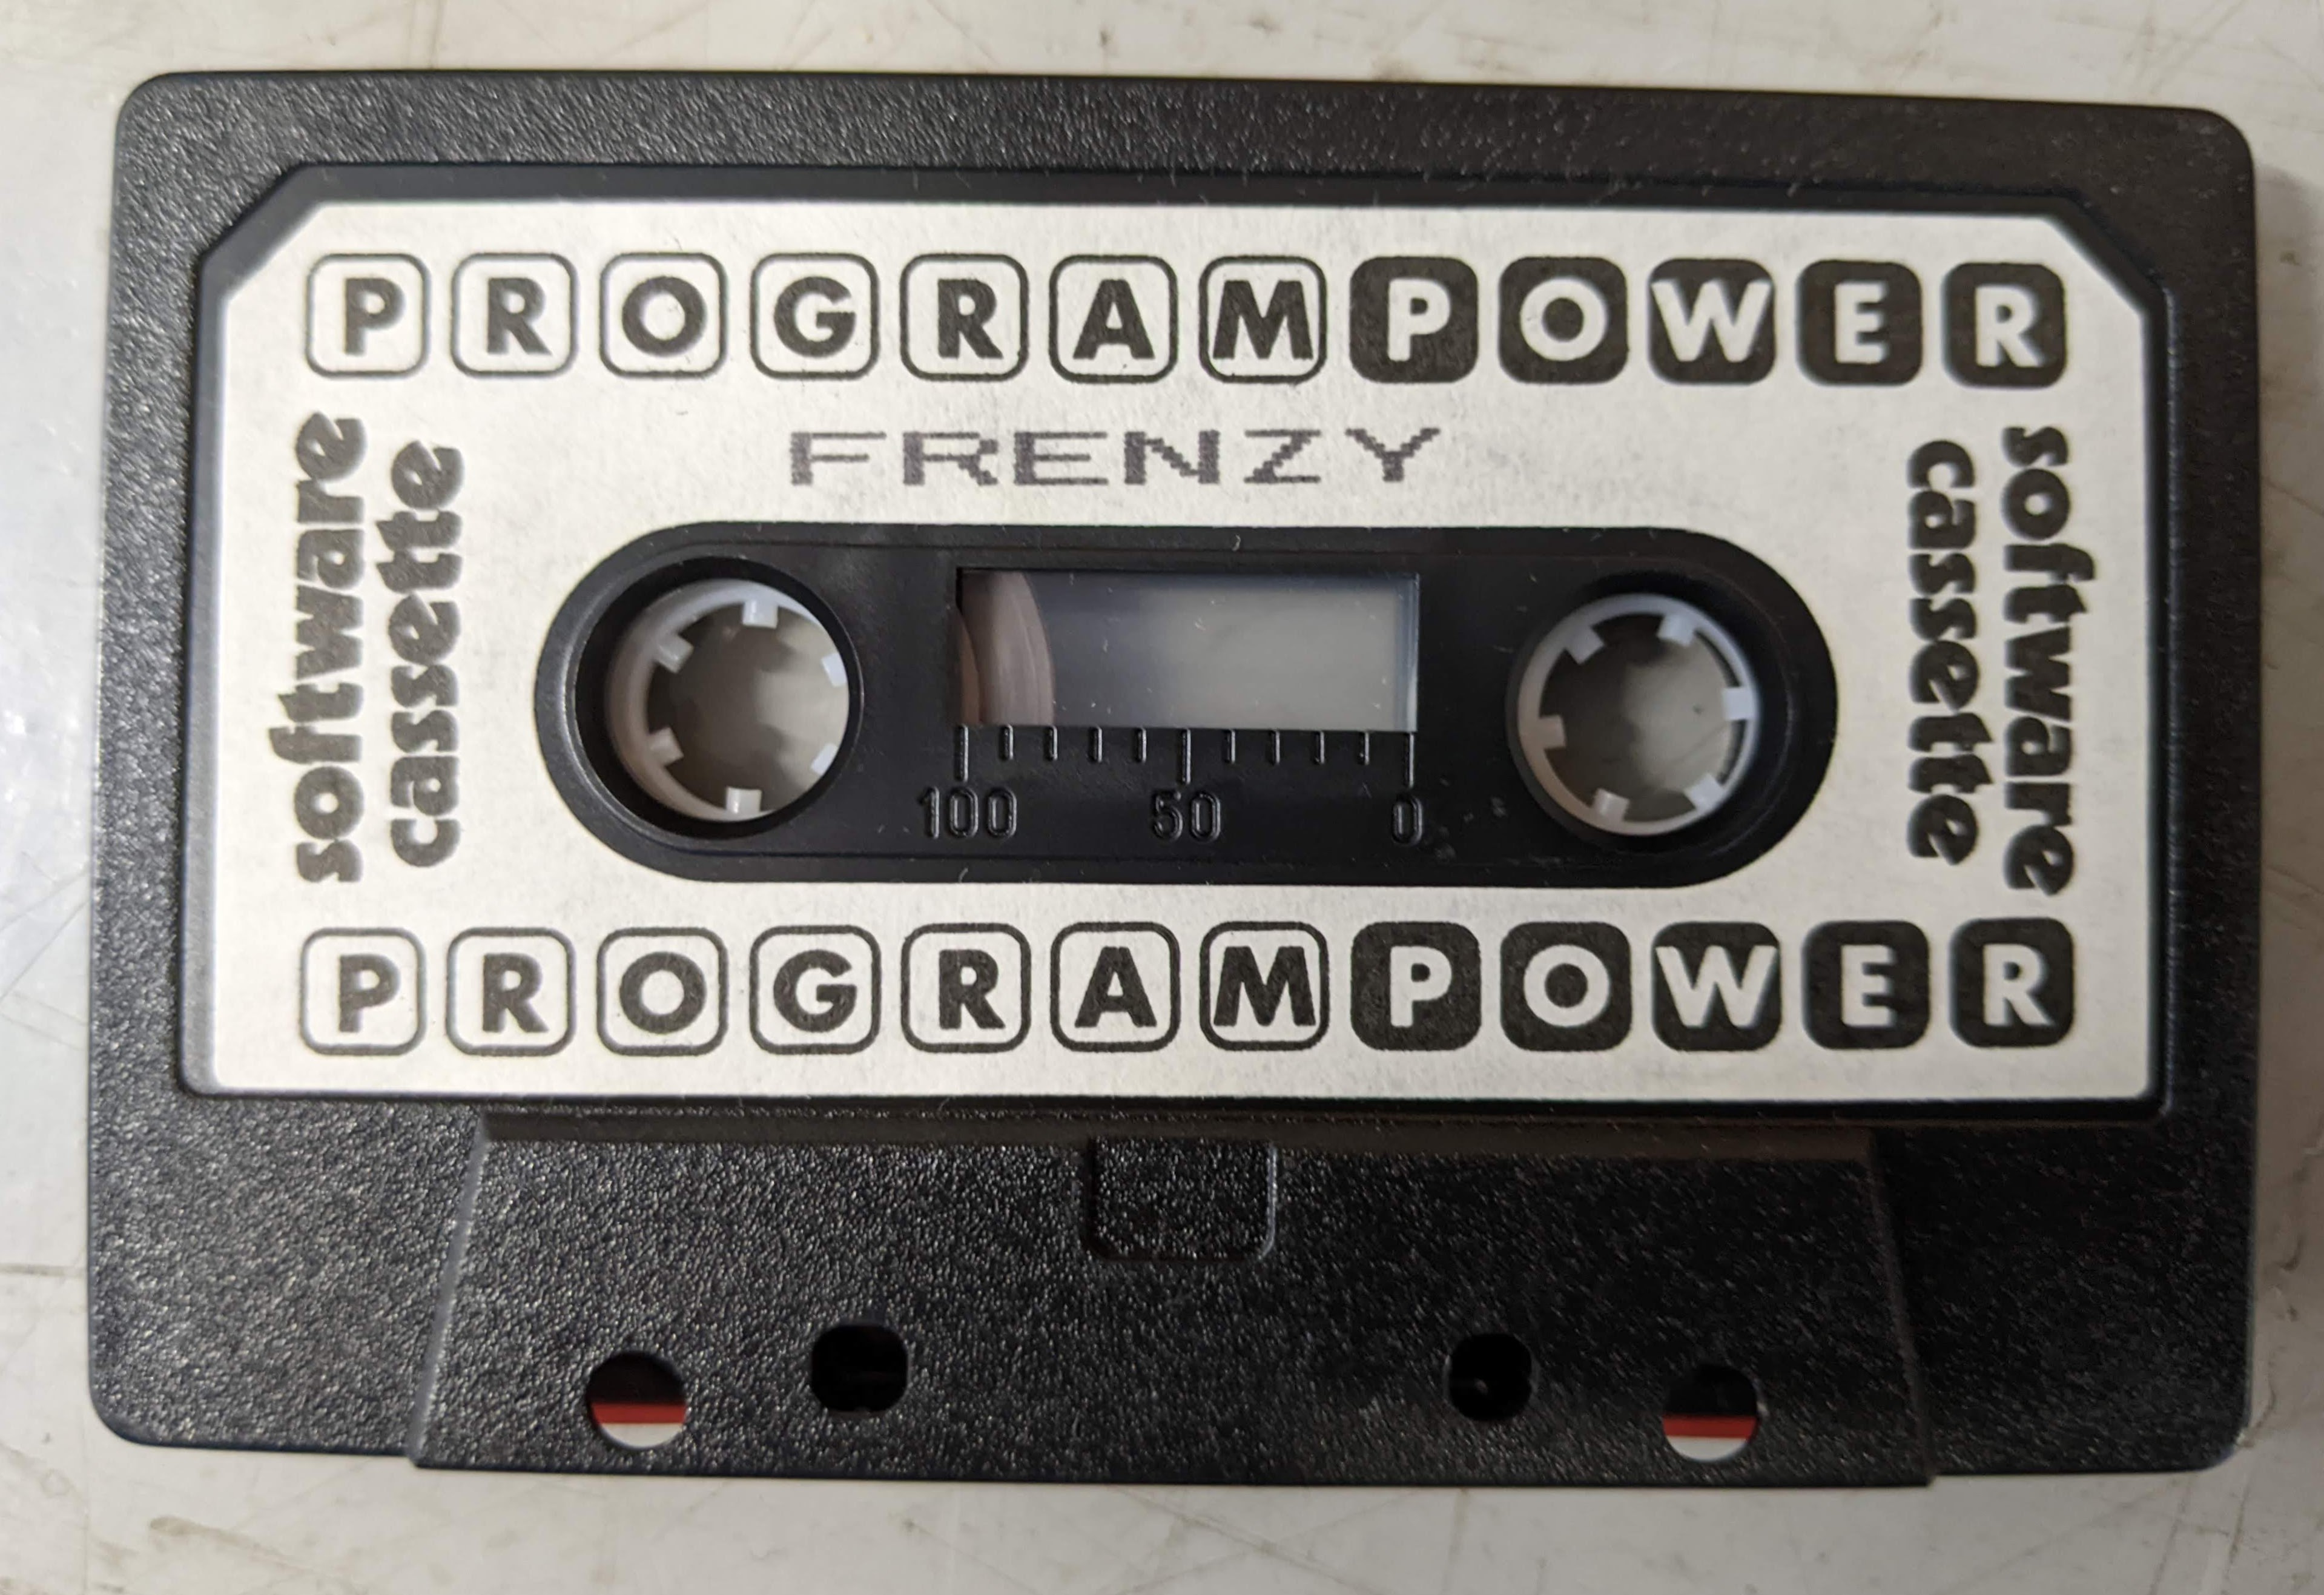 PROGRAMPOWER
FRENZY
software
cassette
100 50 0
software
cassette
PROGRAMPOWER